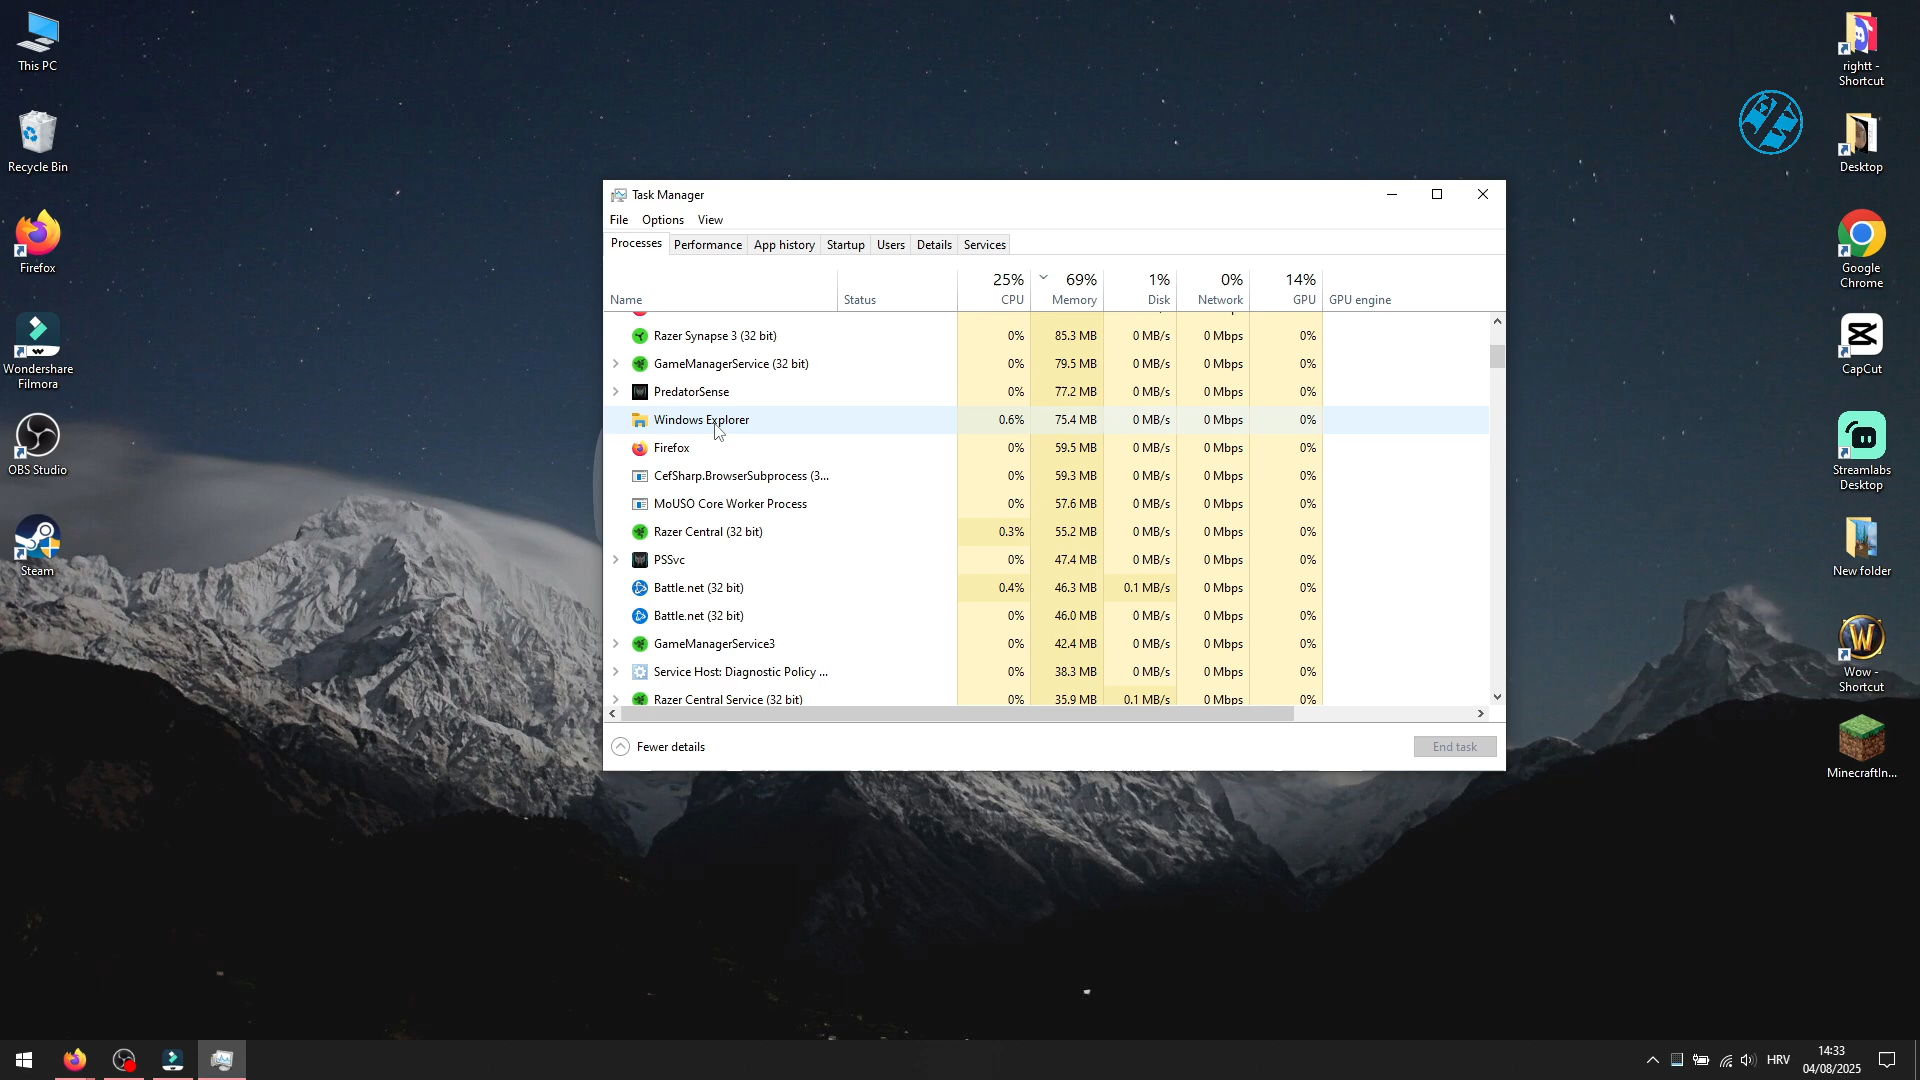 This PC
Recycle Bin
Firefox
Wondershare
Filmora
OBS Studio
Steam
rightt -
Shortcut
Desktop
Google
Chrome
CapCut
Streamlabs
Desktop
New folder
Wow -
Shortcut
MinecraftIn...
Task Manager
File Options View
Processes Performance App history Startup Users Details Services
25% 69% 1% 0% 14%
Name Status CPU Memory Disk Network GPU GPU engine
Razer Synapse 3 (32 bit) 0% 85.3 MB 0 MB/s 0 Mbps 0%
GameManagerService (32 bit) 0% 79.5 MB 0 MB/s 0 Mbps 0%
PredatorSense 0% 77.2 MB 0 MB/s 0 Mbps 0%
Windows Explorer 0.6% 75.4 MB 0 MB/s 0 Mbps 0%
Firefox 0% 59.5 MB 0 MB/s 0 Mbps 0%
CefSharp.BrowserSubprocess (3... 0% 59.3 MB 0 MB/s 0 Mbps 0%
MoUSO Core Worker Process 0% 57.6 MB 0 MB/s 0 Mbps 0%
Razer Central (32 bit) 0.3% 55.2 MB 0 MB/s 0 Mbps 0%
PSSvc 0% 47.4 MB 0 MB/s 0 Mbps 0%
Battle.net (32 bit) 0.4% 46.3 MB 0.1 MB/s 0 Mbps 0%
Battle.net (32 bit) 0% 46.0 MB 0 MB/s 0 Mbps 0%
GameManagerService3 0% 42.4 MB 0 MB/s 0 Mbps 0%
Service Host: Diagnostic Policy ... 0% 38.3 MB 0 MB/s 0 Mbps 0%
Razer Central Service (32 bit) 0% 35.9 MB 0.1 MB/s 0 Mbps 0%
Fewer details End task
HRV
14:33
04/08/2025